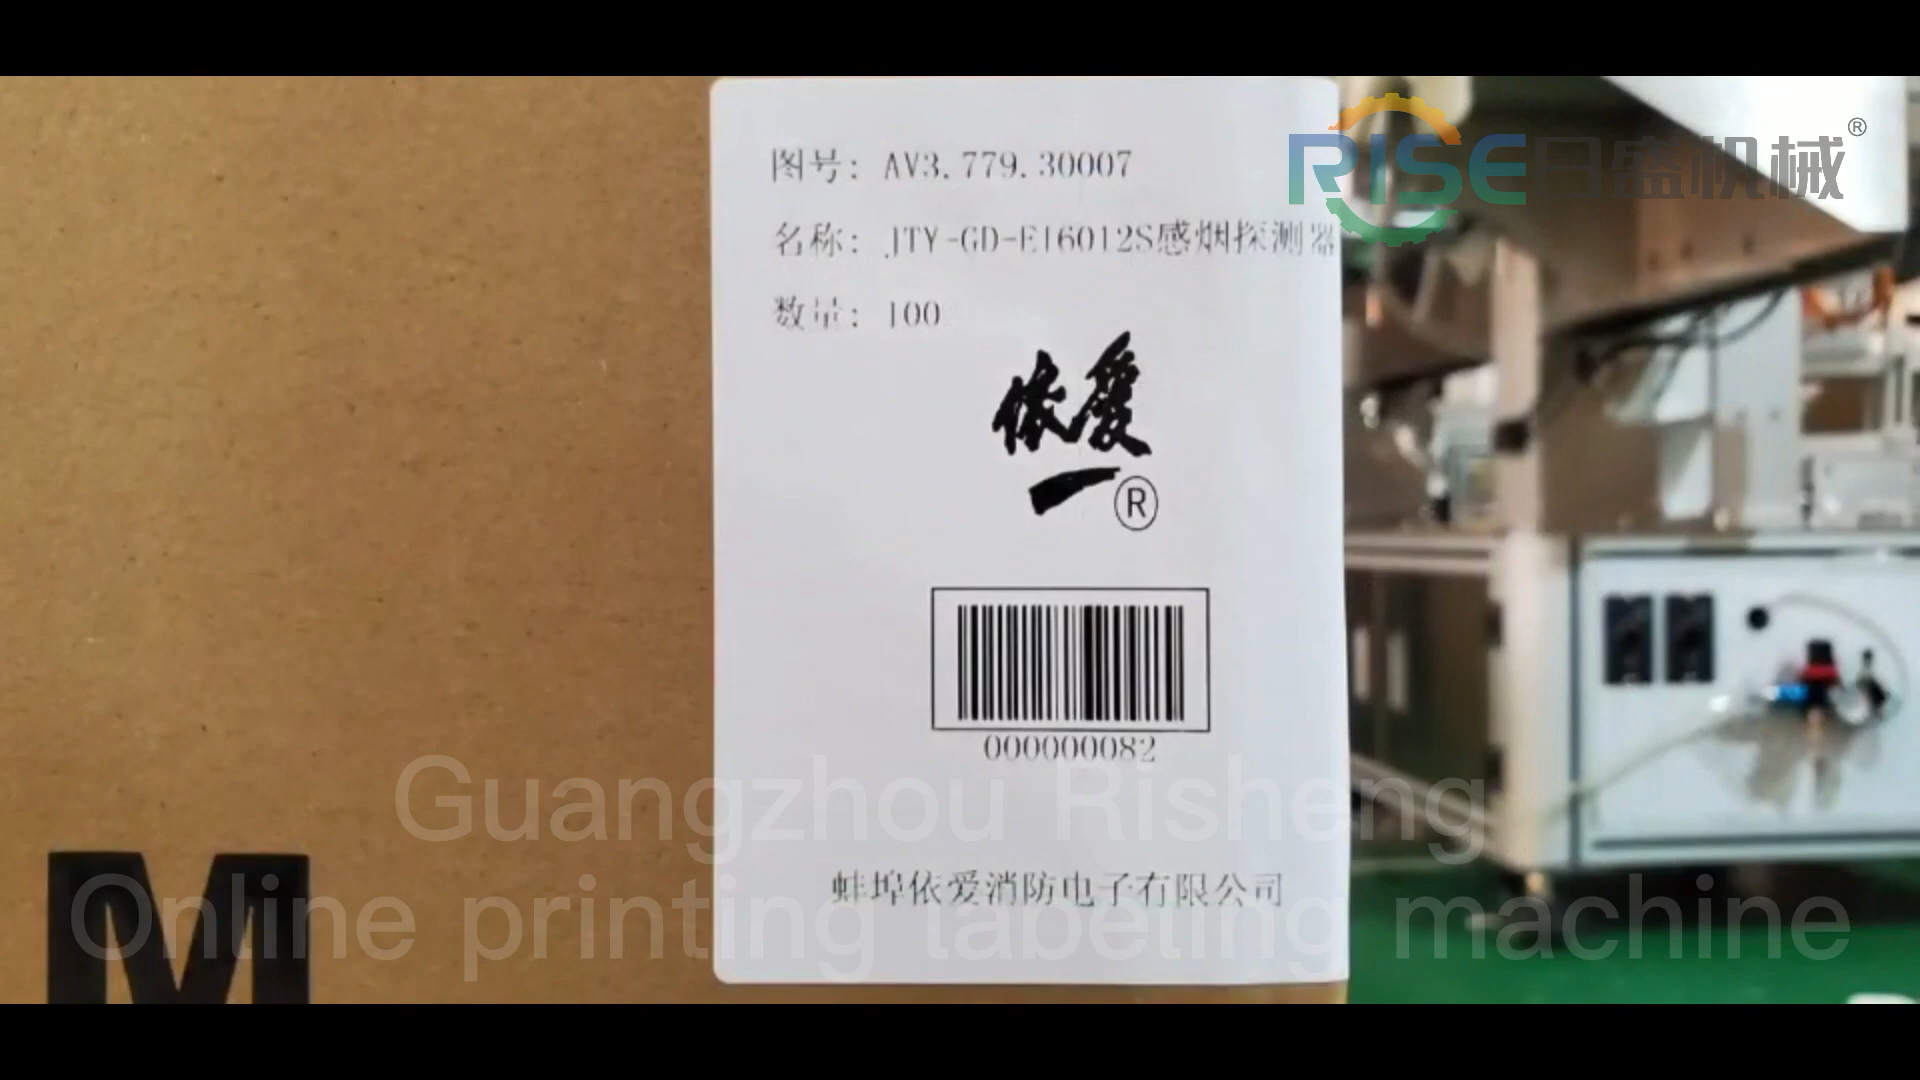 RISE日盛机械®
图号: AV3.779.30007
名称: JTY-GD-EI6012S感烟探测器
数量: 100
依爱
®
000000082
Guangzhou Risheng
蚌埠依爱消防电子有限公司
Online printing labeling machine
M